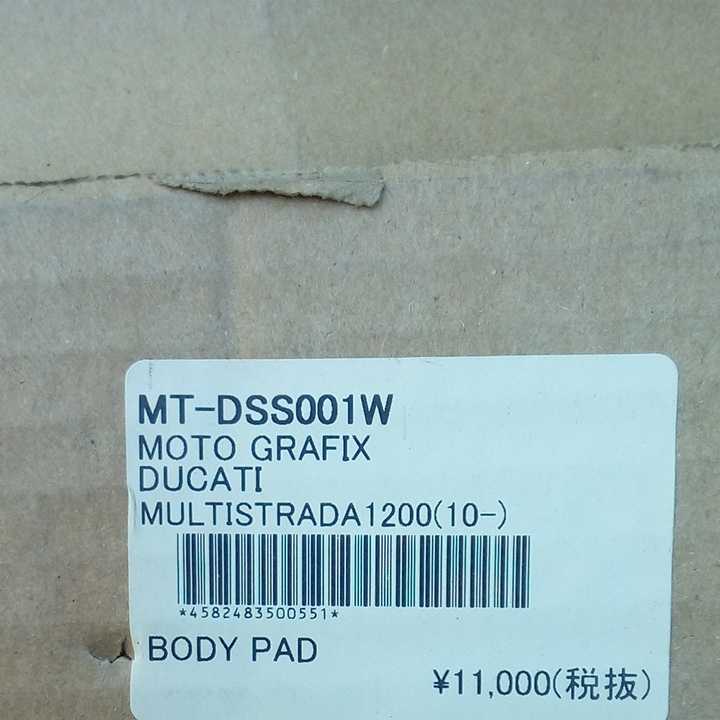 MT-DSS001W
MOTO GRAFIX
DUCATI
MULTISTRADA1200(10-)
*4582483500551*
BODY PAD
¥11,000(税抜)